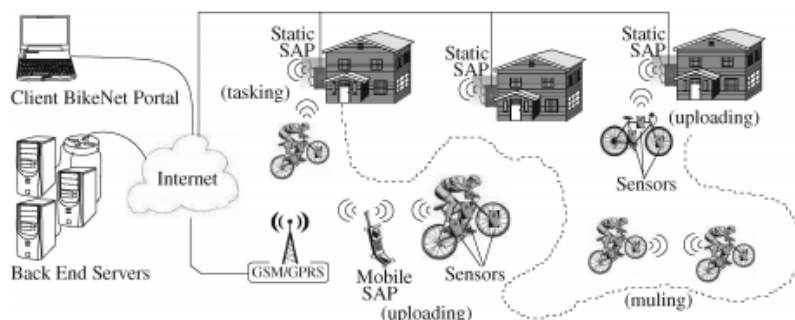 Static
SAP
Static
SAP
Static
SAP
Client BikeNet Portal
(tasking)
(uploading)
Internet
Sensors
Back End Servers
GSM/GPRS
Mobile
SAP
Sensors
(uploading)
(muling)